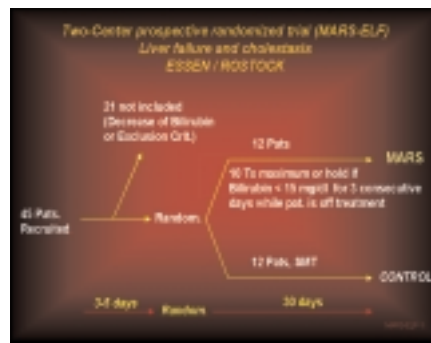 Two-Center prospective randomized trial (MARS-ELF)
Liver failure and cholestasis
ESSEN / ROSTOCK
21 not included
(Decrease of Bilirubin
or Exclusion Crit.)
12 Pats
MARS
10 Tx maximum or hold if
Bilirubin < 15 mg/dl for 3 consecutive
days while pat. is off treatment
45 Pats.
Recruited
Random.
12 Pats, SMT
CONTROL
3-5 days
Random
30 days